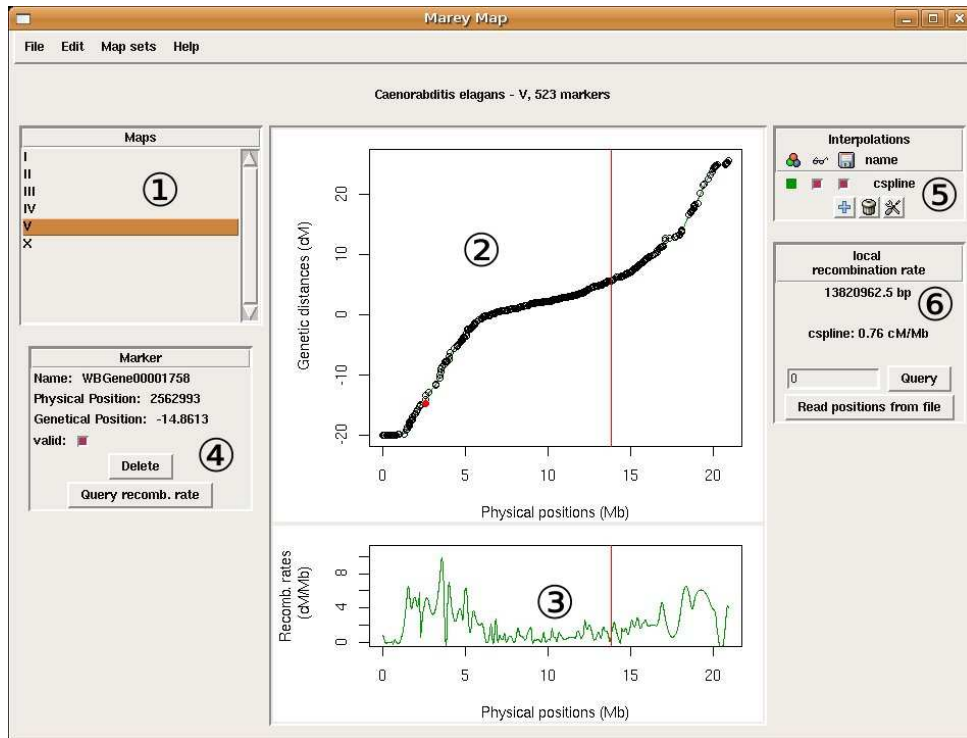 Marey Map
File Edit Map sets Help
Caenorabditis elagans - V, 523 markers
Maps
I
II
III
IV
V
X
①
Marker
Name: WBGene00001758
Physical Position: 2562993
Genetical Position: -14.8613
valid:
④
Delete
Query recomb. rate
②
Genetic distances (cM)
20
10
0
-10
-20
0 5 10 15 20
Physical positions (Mb)
③
Recomb. rates
(cM/Mb)
8
4
0
0 5 10 15 20
Physical positions (Mb)
Interpolations
name
cspline
⑤
local
recombination rate
13820962.5 bp
⑥
cspline: 0.76 cM/Mb
0 Query
Read positions from file